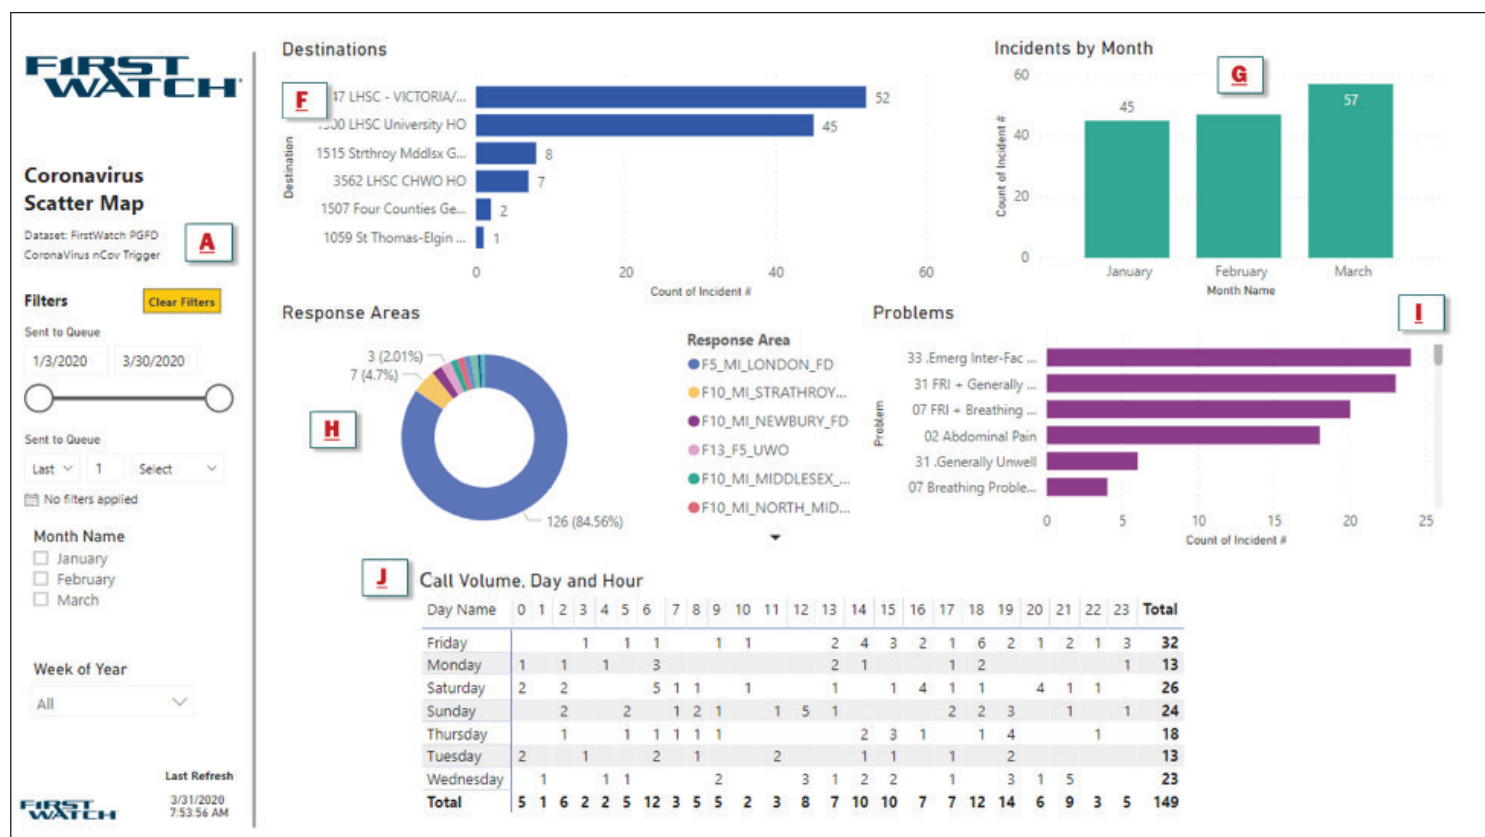 FIRST
WATCH
Coronavirus
Scatter Map
Dataset: FirstWatch PGFD
CoronaVirus nCov Trigger
A
Filters
Clear Filters
Sent to Queue
1/3/2020 3/30/2020
Sent to Queue
Last 1 Select
No filters applied
Month Name
January
February
March
Week of Year
All
Last Refresh
3/31/2020
7:53:56 AM
FIRST
WATCH
Destinations
F
47 LHSC - VICTORIA/... 52
LHSC University HO 45
1515 Strthroy Mddlsx G... 8
3562 LHSC CHWO HO 7
1507 Four Counties Ge... 2
1059 St Thomas-Elgin ... 1
Destination
0 20 40 60
Count of Incident #
Incidents by Month
G
60
40
20
0
Count of Incident #
45
57
January February March
Month Name
Response Areas
H
3 (2.01%)
7 (4.7%)
126 (84.56%)
Response Area
F5_MI_LONDON_FD
F10_MI_STRATHROY...
F10_MI_NEWBURY_FD
F13_F5_UWO
F10_MI_MIDDLESEX_...
F10_MI_NORTH_MID...
Problems
I
33 .Emerg Inter-Fac ...
31 FRI + Generally ...
07 FRI + Breathing ...
02 Abdominal Pain
31 .Generally Unwell
07 Breathing Proble...
Problem
0 5 10 15 20 25
Count of Incident #
J
Call Volume, Day and Hour
Day Name 0 1 2 3 4 5 6 7 8 9 10 11 12 13 14 15 16 17 18 19 20 21 22 23 Total
Friday 1 1 1 1 1 2 4 3 2 1 6 2 1 2 1 3 32
Monday 1 1 1 3 2 1 1 2 1 13
Saturday 2 2 5 1 1 1 1 1 4 1 1 4 1 1 26
Sunday 2 2 1 2 1 1 5 1 2 2 3 1 1 24
Thursday 1 1 1 1 1 1 2 3 1 1 4 1 18
Tuesday 2 1 2 1 2 1 1 1 2 13
Wednesday 1 1 1 2 3 1 2 2 1 3 1 5 23
Total 5 1 6 2 2 5 12 3 5 5 2 3 8 7 10 10 7 7 12 14 6 9 3 5 149